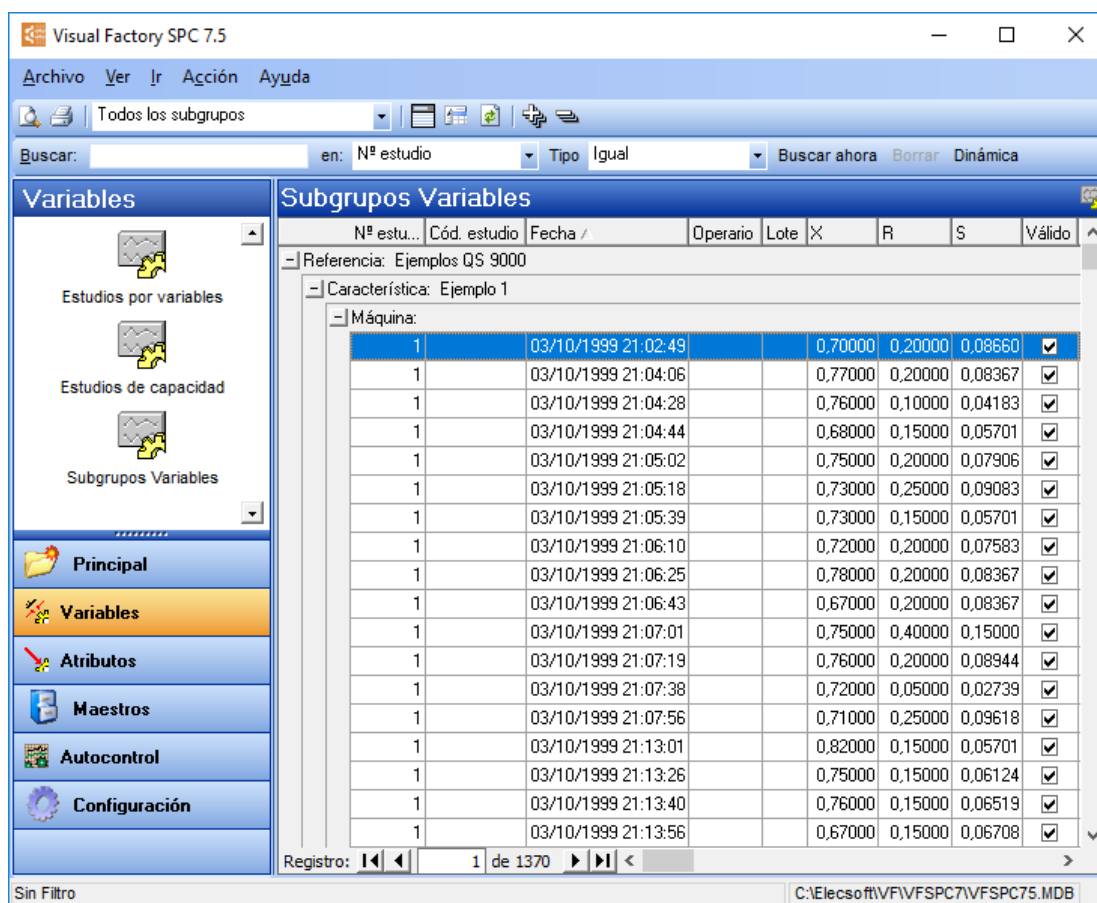 Visual Factory SPC 7.5
Archivo Ver Ir Acción Ayuda
Todos los subgrupos
Buscar: en: Nº estudio Tipo Igual Buscar ahora Borrar Dinámica
Variables
Estudios por variables
Estudios de capacidad
Subgrupos Variables
Principal
Variables
Atributos
Maestros
Autocontrol
Configuración
Subgrupos Variables
Nº estu... Cód. estudio Fecha Operario Lote X R S Válido
Referencia: Ejemplos QS 9000
Característica: Ejemplo 1
Máquina:
1 03/10/1999 21:02:49 0,70000 0,20000 0,08660
1 03/10/1999 21:04:06 0,77000 0,20000 0,08367
1 03/10/1999 21:04:28 0,76000 0,10000 0,04183
1 03/10/1999 21:04:44 0,68000 0,15000 0,05701
1 03/10/1999 21:05:02 0,75000 0,20000 0,07906
1 03/10/1999 21:05:18 0,73000 0,25000 0,09083
1 03/10/1999 21:05:39 0,73000 0,15000 0,05701
1 03/10/1999 21:06:10 0,72000 0,20000 0,07583
1 03/10/1999 21:06:25 0,78000 0,20000 0,08367
1 03/10/1999 21:06:43 0,67000 0,20000 0,08367
1 03/10/1999 21:07:01 0,75000 0,40000 0,15000
1 03/10/1999 21:07:19 0,76000 0,20000 0,08944
1 03/10/1999 21:07:38 0,72000 0,05000 0,02739
1 03/10/1999 21:07:56 0,71000 0,25000 0,09618
1 03/10/1999 21:13:01 0,82000 0,15000 0,05701
1 03/10/1999 21:13:26 0,75000 0,15000 0,06124
1 03/10/1999 21:13:40 0,76000 0,15000 0,06519
1 03/10/1999 21:13:56 0,67000 0,15000 0,06708
Registro: 1 de 1370
Sin Filtro C:\Elecsoft\VF\VFSPC7\VFSPC75.MDB